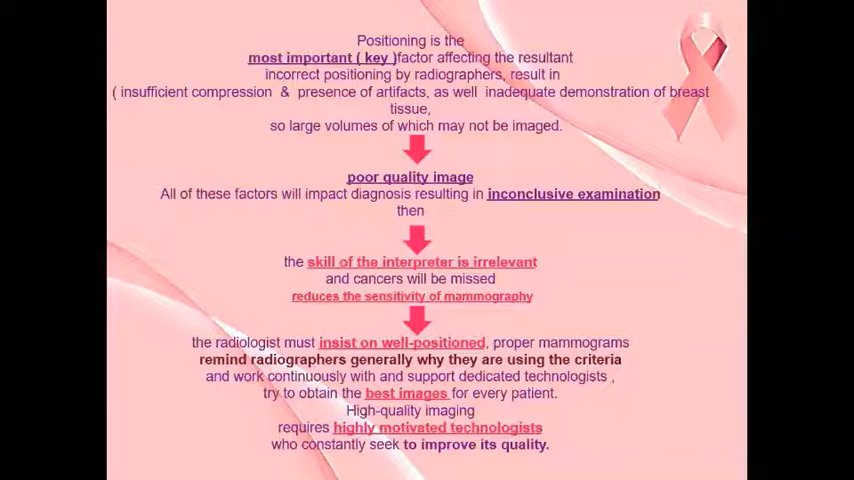 Positioning is the
most important ( key )factor affecting the resultant
incorrect positioning by radiographers, result in
( insufficient compression & presence of artifacts, as well inadequate demonstration of breast
tissue,
so large volumes of which may not be imaged.
poor quality image
All of these factors will impact diagnosis resulting in inconclusive examination
then
the skill of the interpreter is irrelevant
and cancers will be missed
reduces the sensitivity of mammography
the radiologist must insist on well-positioned, proper mammograms
remind radiographers generally why they are using the criteria
and work continuously with and support dedicated technologists ,
try to obtain the best images for every patient.
High-quality imaging
requires highly motivated technologists
who constantly seek to improve its quality.